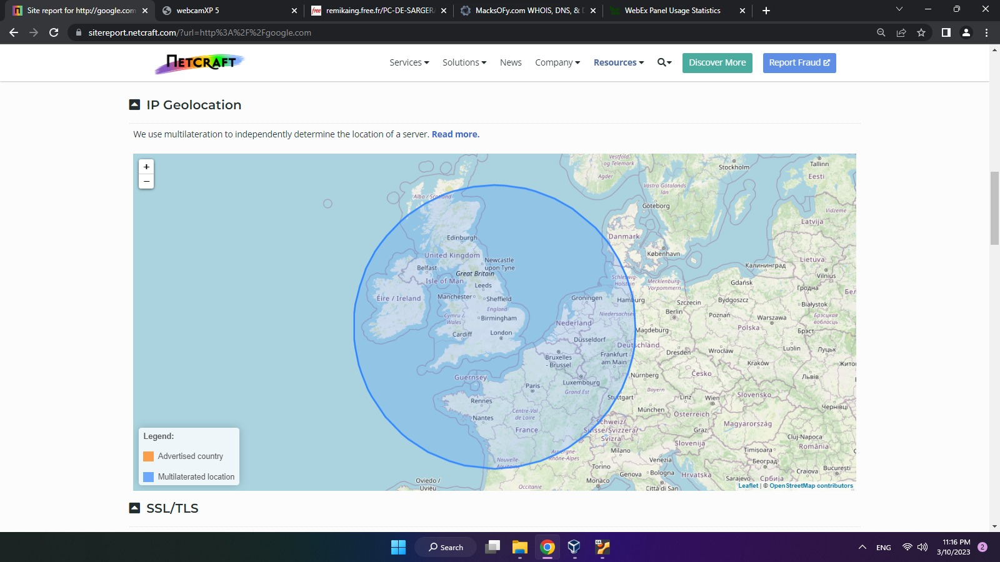 Site report for http://google.com
webcamXP 5
free
remikaing.free.fr/PC-DE-SARGER
MacksOFy.com WHOIS, DNS, &
WebEx Panel Usage Statistics
sitereport.netcraft.com/?url=http%3A%2F%2Fgoogle.com
NETCRAFT
Services
Solutions
News
Company
Resources
Discover More
Report Fraud
IP Geolocation
We use multilateration to independently determine the location of a server. Read more.
+
−
Vestfold
og Telemark
Agder
Stockholm
Tallinn
Eesti
Västra Götalands
län
Alba / Scotland
Göteborg
Vidzeme
Latvija
Edinburgh
Danmark
København
United Kingdom
Newcastle
upon Tyne
Lietuva
Belfast
Great Britain
Калининград
Vilnius
Isle of Man
Leeds
Schleswig-
Holstein
Mecklenburg-
Vorpommern
Gdańsk
Гродна
Éire / Ireland
Manchester
Sheffield
Groningen
Hamburg
Szczecin
Bydgoszcz
Białystok
England
Berlin
Poznań
Warszawa
Брэсцкая
вобласць
Cymru /
Wales
Birmingham
Niedersachsen
Nederland
Magdeburg
Polska
Брэст
Cardiff
London
Düsseldorf
Deutschland
Lublin
Луцьк
Bruxelles
- Brussel
Frankfurt
am Main
Dresden
Wrocław
Kraków
Guernsey
Luxembourg
Nürnberg
Česko
Львів
Paris
Grand Est
Rennes
Stuttgart
Bayern
Linz
Wien
Slovensko
Nantes
Centre-Val
de Loire
München
Österreich
Чернівці
France
Schweiz/
Suisse/Svizzera/
Svizra
Graz
Magyarország
Cluj-Napoca
Slovenija
România
Auvergne-
Rhône-Alpes
Milano
Timișoara
Nouvelle-
Aquitaine
Torino
Venezia
Београд
Genova
Bologna
Hrvatska
Craiova
București
Oviedo /
Uviéu
Occitanie
Monaco
Città di San
Sarajevo
Србија
Legend:
Advertised country
Multilaterated location
Leaflet | © OpenStreetMap contributors
SSL/TLS
Search
ENG
11:16 PM
3/10/2023
2